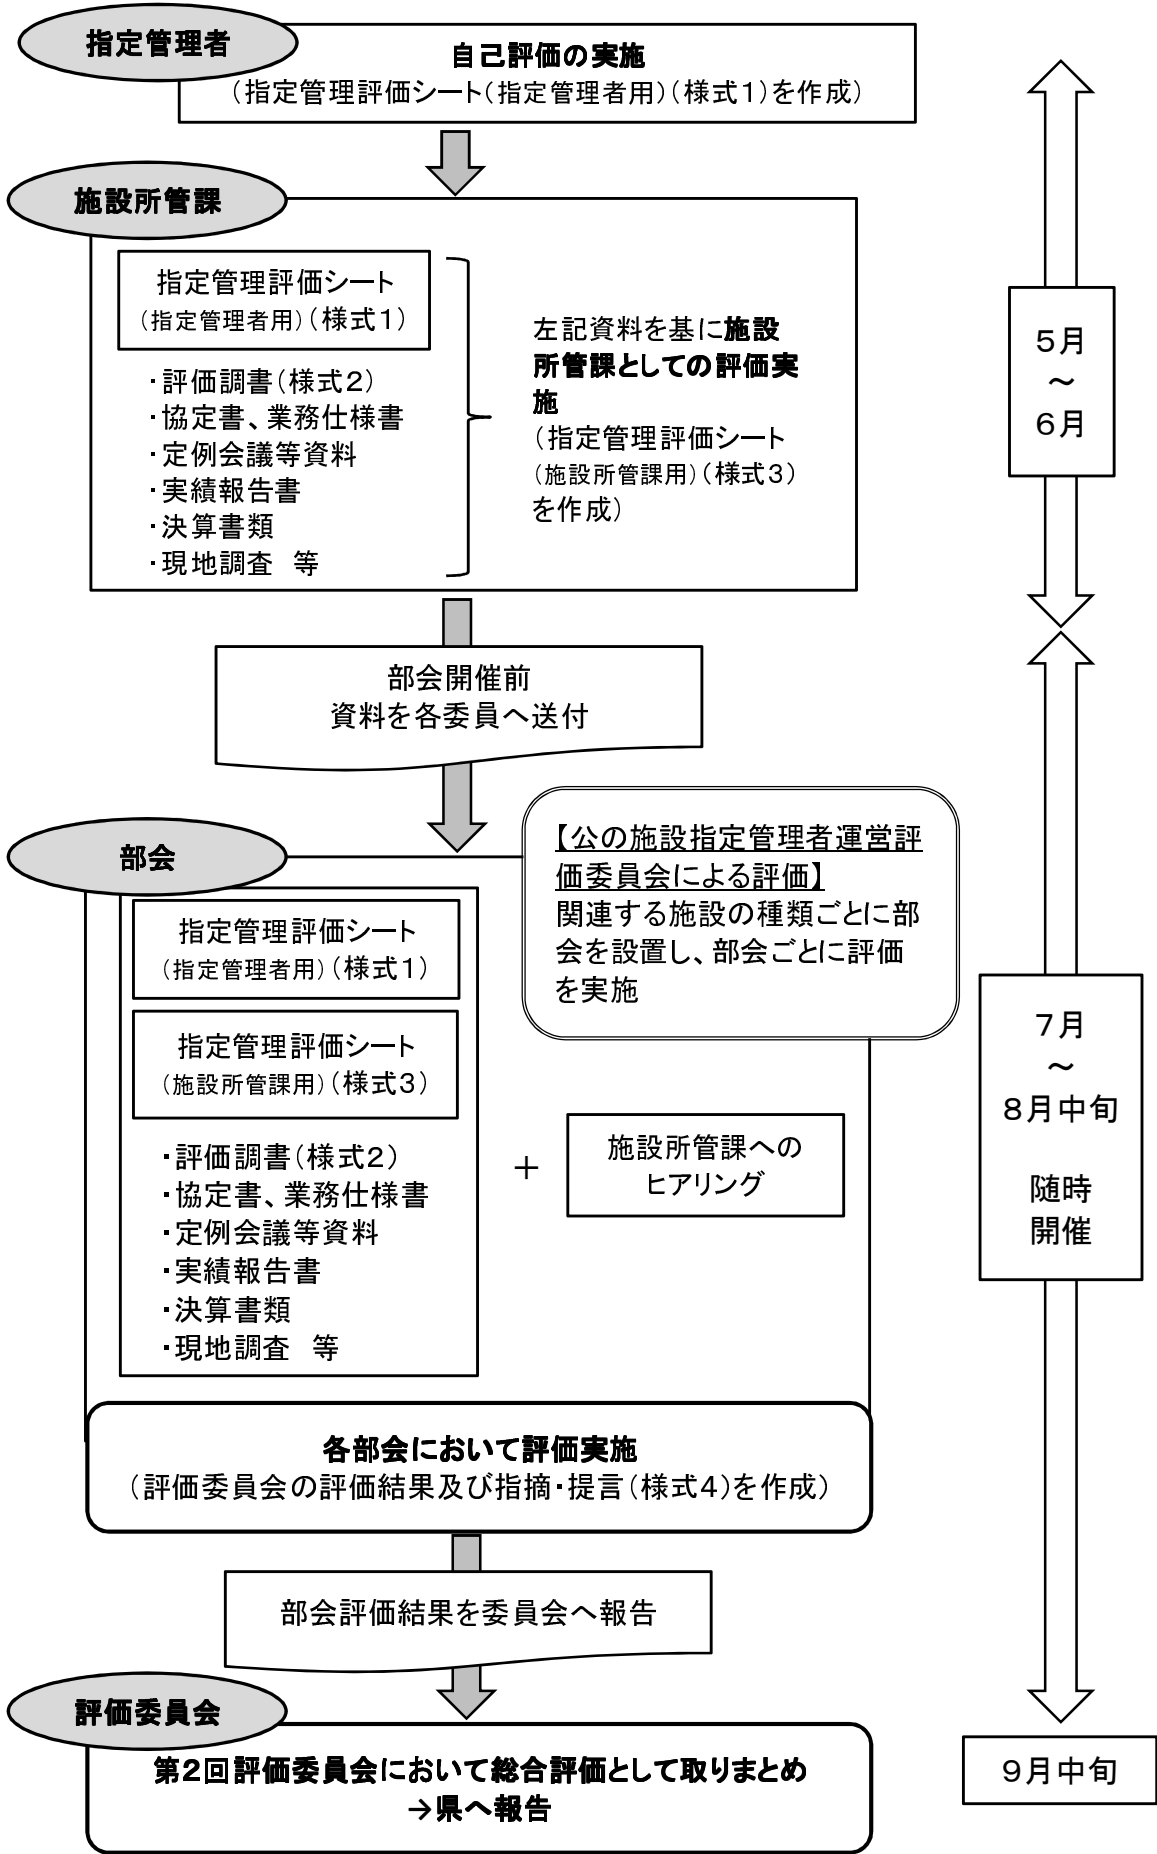 指定管理者
自己評価の実施
（指定管理評価シート（指定管理者用）（様式１）を作成）
施設所管課
指定管理評価シート
（指定管理者用）（様式１）
・評価調書（様式２）
・協定書、業務仕様書
・定例会議等資料
・実績報告書
・決算書類
・現地調査　等
左記資料を基に施設
所管課としての評価実
施
（指定管理評価シート
（施設所管課用）（様式３）
を作成）
５月
～
６月
部会開催前
資料を各委員へ送付
部会
【公の施設指定管理者運営評
価委員会による評価】
関連する施設の種類ごとに部
会を設置し、部会ごとに評価
を実施
指定管理評価シート
（指定管理者用）（様式１）
指定管理評価シート
（施設所管課用）（様式３）
・評価調書（様式２）
・協定書、業務仕様書
・定例会議等資料
・実績報告書
・決算書類
・現地調査　等
＋
施設所管課への
ヒアリング
７月
～
８月中旬
随時
開催
各部会において評価実施
（評価委員会の評価結果及び指摘・提言（様式４）を作成）
部会評価結果を委員会へ報告
評価委員会
第２回評価委員会において総合評価として取りまとめ
→県へ報告
９月中旬